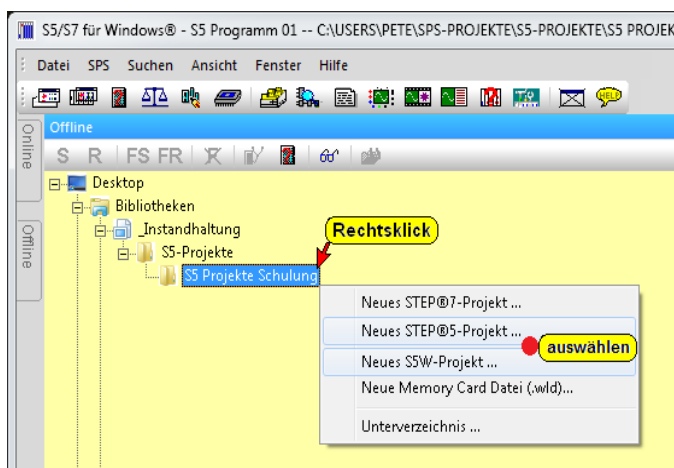 S5/S7 für Windows® - S5 Programm 01 -- C:\USERS\PETE\SPS-PROJEKTE\S5-PROJEKTE\S5 PROJEK
Datei SPS Suchen Ansicht Fenster Hilfe
HELP
Online
Offline
Offline
S R FS FR
Desktop
Bibliotheken
_Instandhaltung
Rechtsklick
S5-Projekte
S5 Projekte Schulung
Neues STEP®7-Projekt ...
Neues STEP®5-Projekt ...
auswählen
Neues S5W-Projekt ...
Neue Memory Card Datei (.wld)...
Unterverzeichnis ...